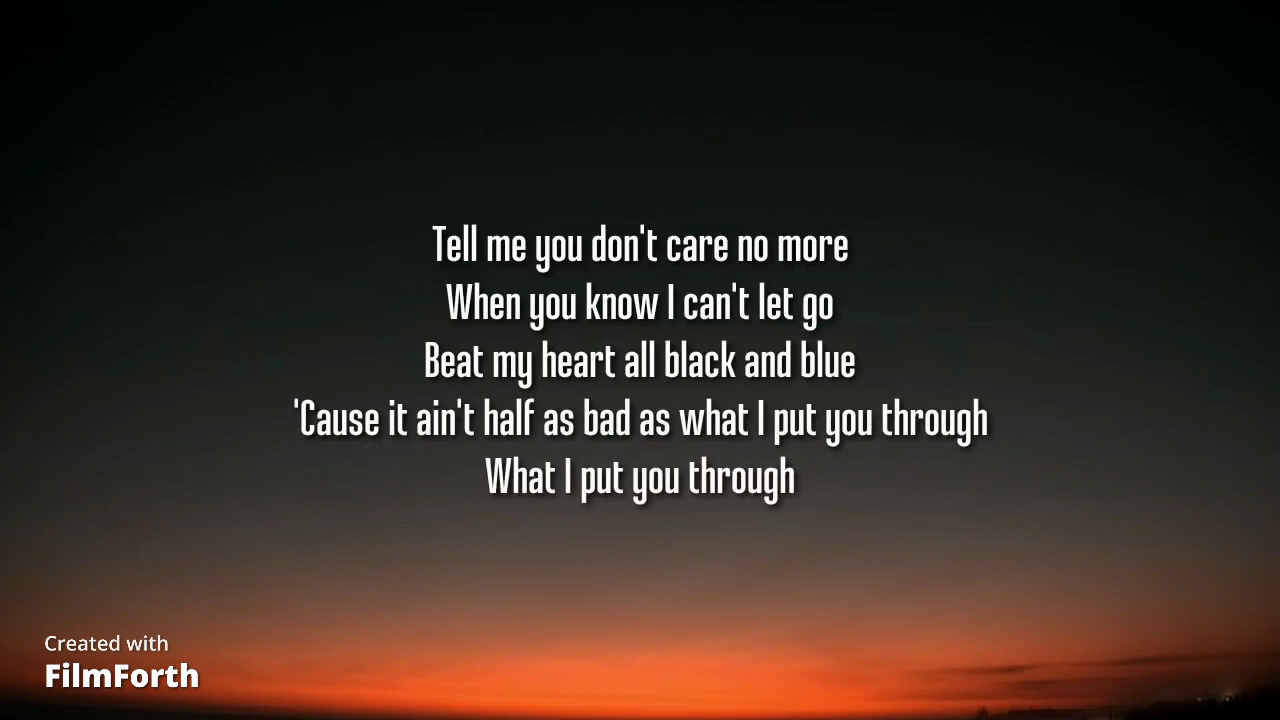 Tell me you don't care no more
When you know I can't let go
Beat my heart all black and blue
'Cause it ain't half as bad as what I put you through
What I put you through
Created with
FilmForth